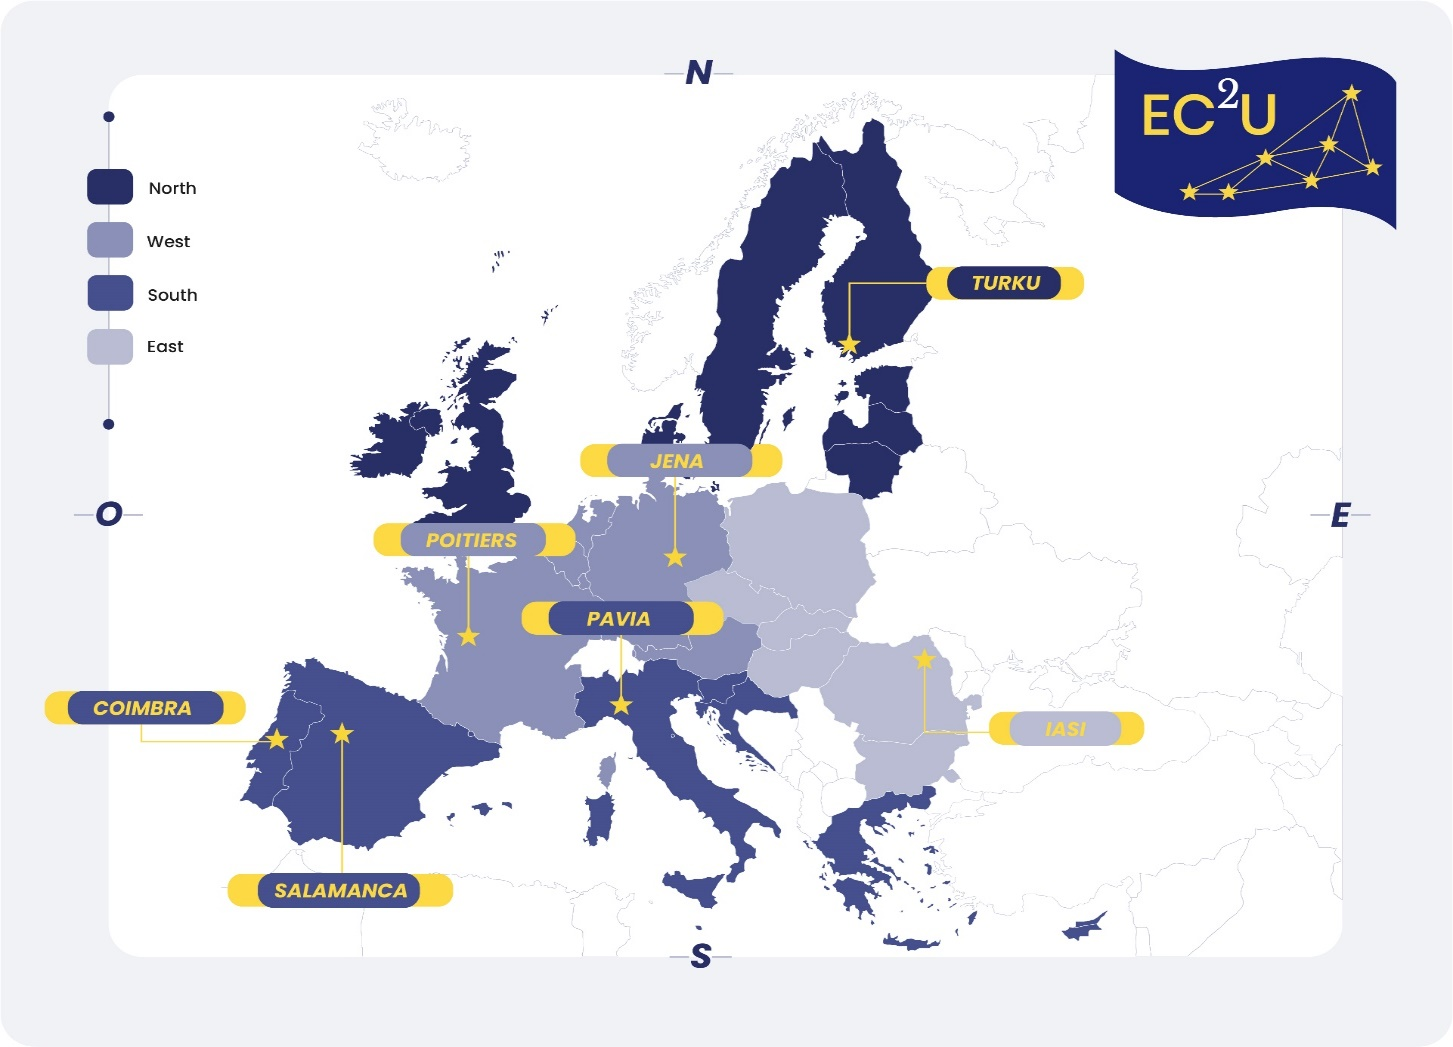 N
EC²U
North
West
South
East
TURKU
JENA
O
E
POITIERS
PAVIA
COIMBRA
IASI
SALAMANCA
S